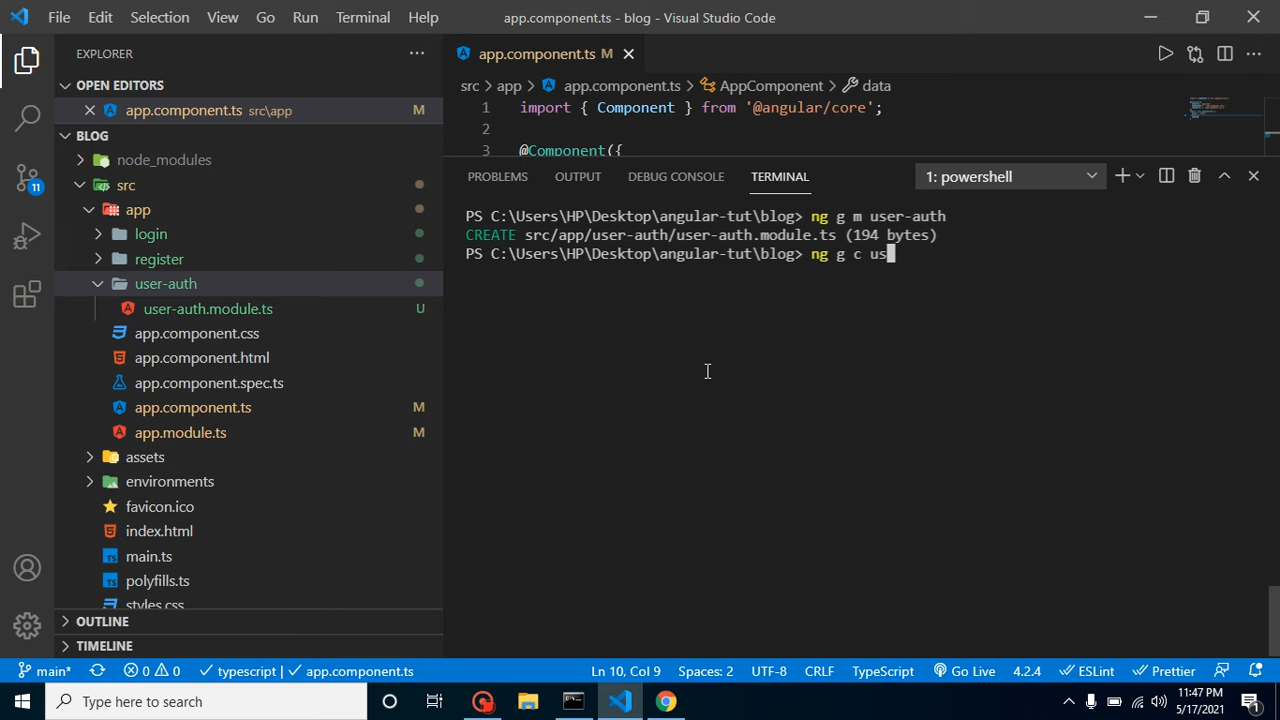 File Edit Selection View Go Run Terminal Help
app.component.ts - blog - Visual Studio Code
EXPLORER
OPEN EDITORS
app.component.ts src\app M
BLOG
node_modules
src
app
login
register
user-auth
user-auth.module.ts U
app.component.css
app.component.html
app.component.spec.ts
app.component.ts M
app.module.ts M
assets
environments
favicon.ico
index.html
main.ts
polyfills.ts
styles.css
OUTLINE
TIMELINE
11
app.component.ts M
src > app > app.component.ts > AppComponent > data
1 import { Component } from '@angular/core';
2
3 @Component({
PROBLEMS OUTPUT DEBUG CONSOLE TERMINAL
1: powershell
PS C:\Users\HP\Desktop\angular-tut\blog> ng g m user-auth
CREATE src/app/user-auth/user-auth.module.ts (194 bytes)
PS C:\Users\HP\Desktop\angular-tut\blog> ng g c us
main* 0 0 typescript | app.component.ts Ln 10, Col 9 Spaces: 2 UTF-8 CRLF TypeScript Go Live 4.2.4 ESLint Prettier
Type here to search
11:47 PM
5/17/2021
1